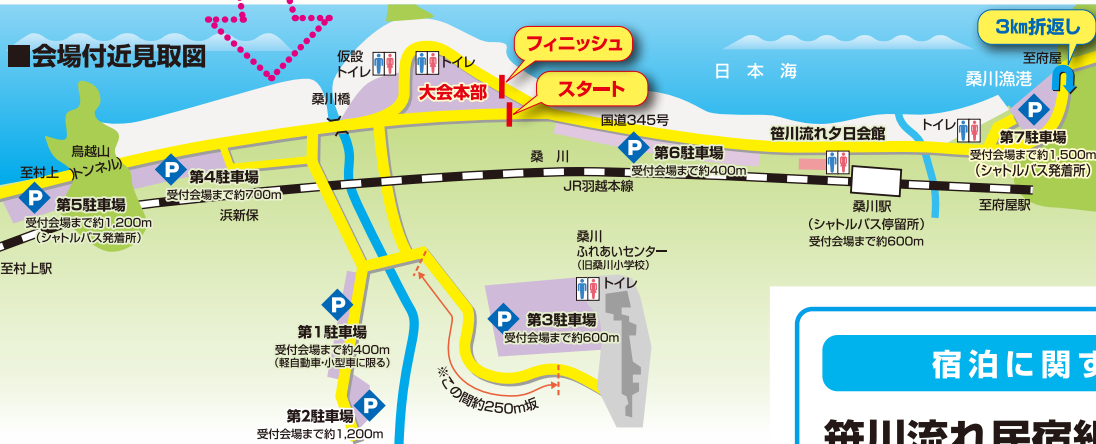 ■会場付近見取図
仮設
トイレ
トイレ
フィニッシュ
3km折返し
至府屋
日本海
桑川漁港
大会本部
スタート
桑川橋
国道345号
トイレ
P
第7駐車場
受付会場まで約1,500m
(シャトルバス発着所)
笹川流れ夕日会館
P
第6駐車場
受付会場まで約400m
鳥越山
(トンネル)
至村上
P
第4駐車場
受付会場まで約700m
桑川
JR羽越本線
P
第5駐車場
受付会場まで約1,200m
(シャトルバス発着所)
浜新保
桑川駅
(シャトルバス停留所)
受付会場まで約600m
至府屋駅
至村上駅
桑川
ふれあいセンター
(旧桑川小学校)
トイレ
P
第1駐車場
受付会場まで約400m
(軽自動車・小型車に限る)
P
第3駐車場
受付会場まで約600m
※この間約250m坂
P
第2駐車場
受付会場まで約1,200m
宿泊に関す
笹川流れ民宿組